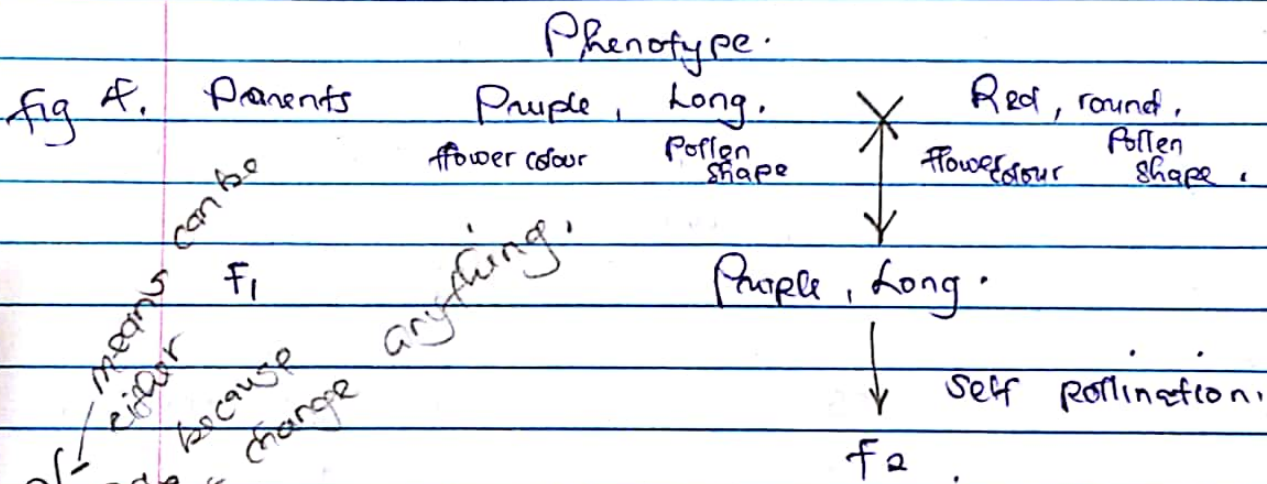 Phenotype.
fig 4. Parents Pruple, Long. Red, round.
flower colour Pollen shape flower colour Pollen shape.
F1 Pruple, Long.
self pollination.
F2
means can be
either
because
change anything.